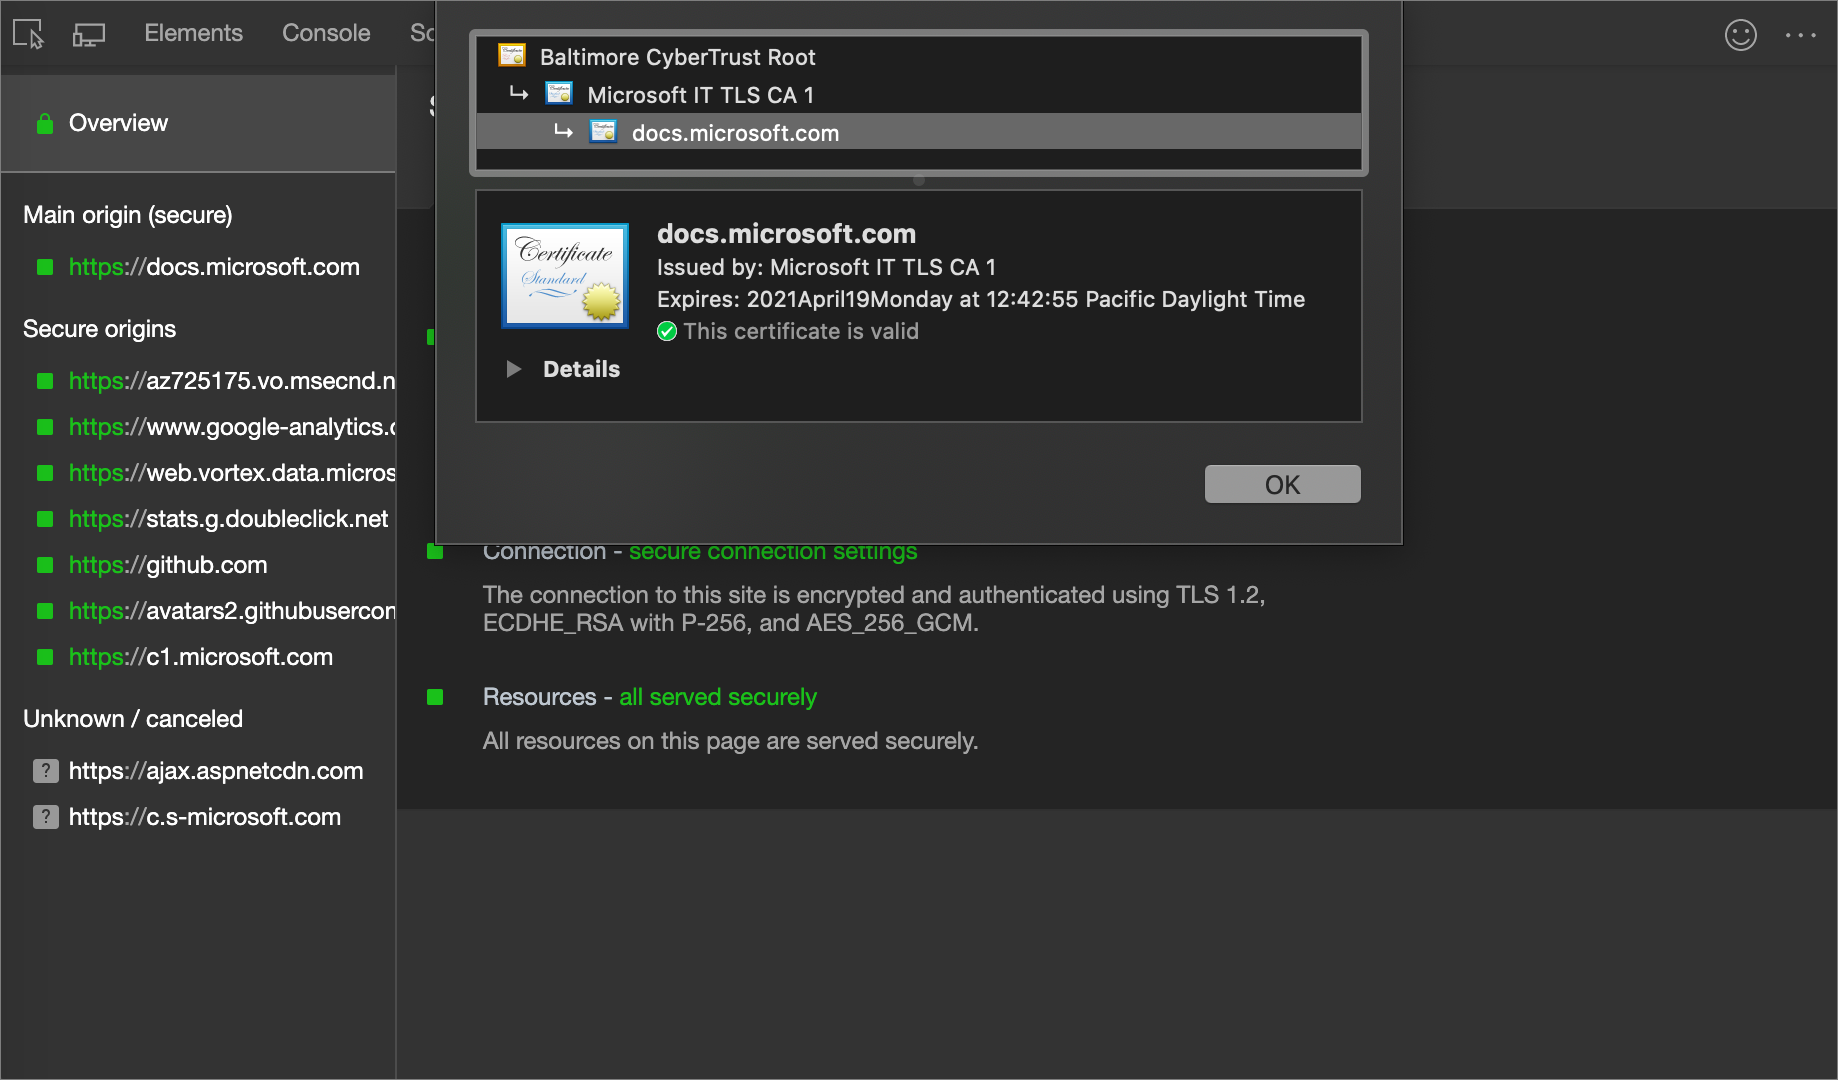 Elements Console
Overview
Main origin (secure)
https://docs.microsoft.com
Secure origins
https://az725175.vo.msecnd.n
https://www.google-analytics.
https://web.vortex.data.micros
https://stats.g.doubleclick.net
https://github.com
https://avatars2.githubusercon
https://c1.microsoft.com
Unknown / canceled
? https://ajax.aspnetcdn.com
? https://c.s-microsoft.com
Baltimore CyberTrust Root
Microsoft IT TLS CA 1
docs.microsoft.com
Certificate
Standard
docs.microsoft.com
Issued by: Microsoft IT TLS CA 1
Expires: 2021April19Monday at 12:42:55 Pacific Daylight Time
This certificate is valid
Details
OK
Connection - secure connection settings
The connection to this site is encrypted and authenticated using TLS 1.2,
ECDHE_RSA with P-256, and AES_256_GCM.
Resources - all served securely
All resources on this page are served securely.